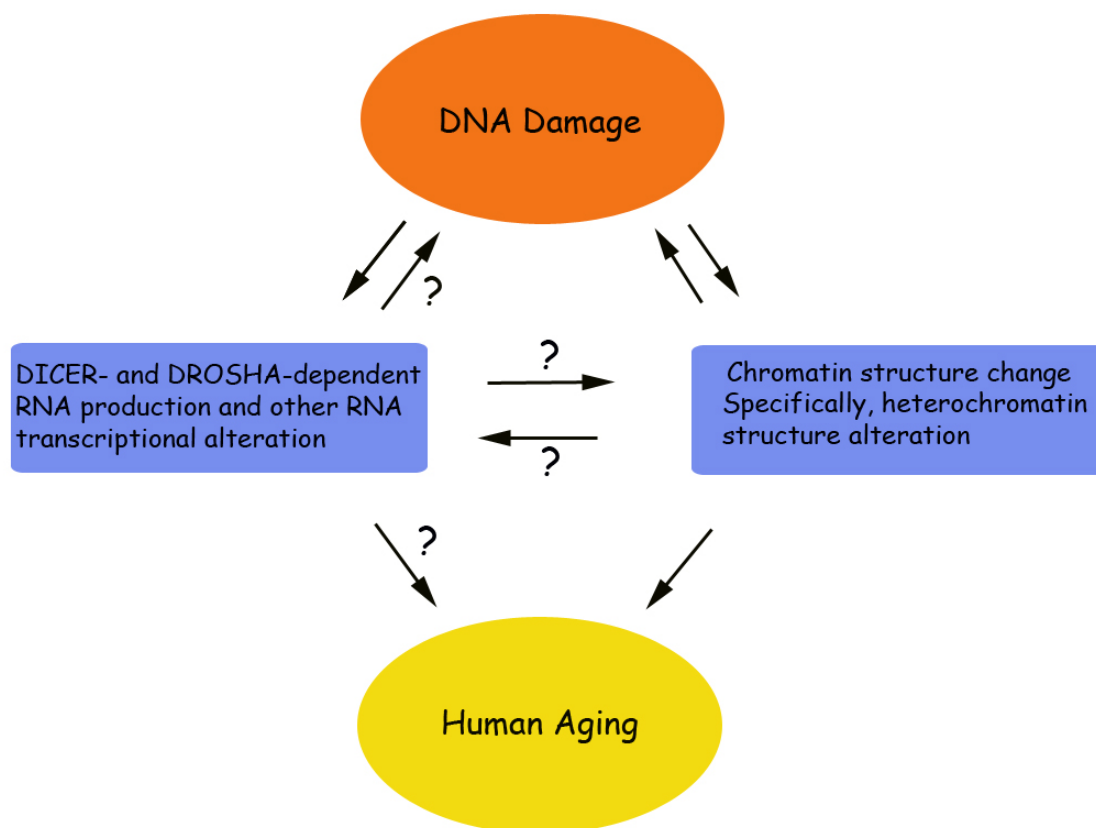 DNA Damage
?
?
DICER- and DROSHA-dependent
RNA production and other RNA
transcriptional alteration
Chromatin structure change
Specifically, heterochromatin
structure alteration
?
?
Human Aging